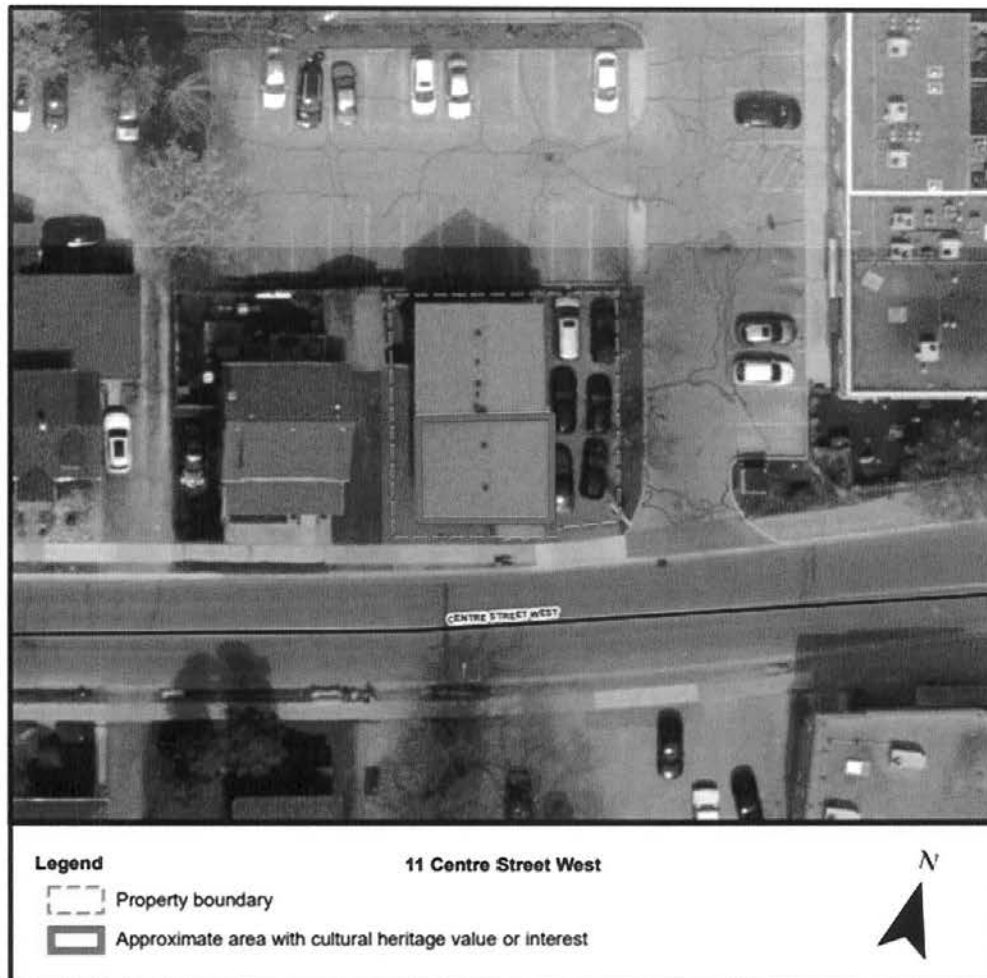 CENTRE STREET WEST
Legend
11 Centre Street West
N
Property boundary
Approximate area with cultural heritage value or interest